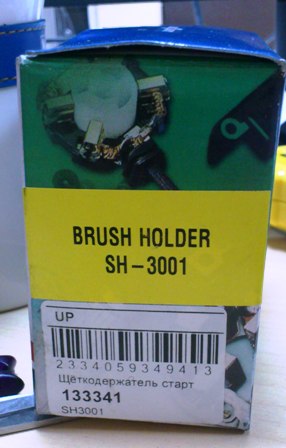 BRUSH HOLDER
SH-3001
UP
2334059349413
Щёткодержатель старт
133341
SH3001